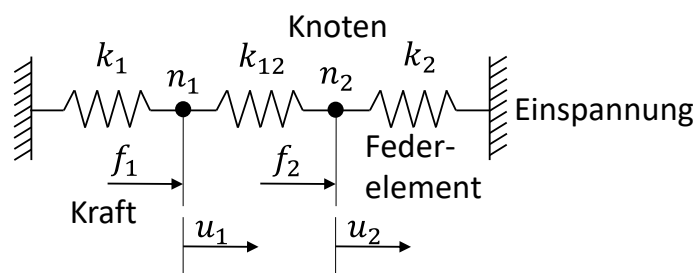 Knoten
k₁ n₁ k₁₂ n₂ k₂
Einspannung
f₁ f₂ Feder-
element
Kraft
u₁ u₂